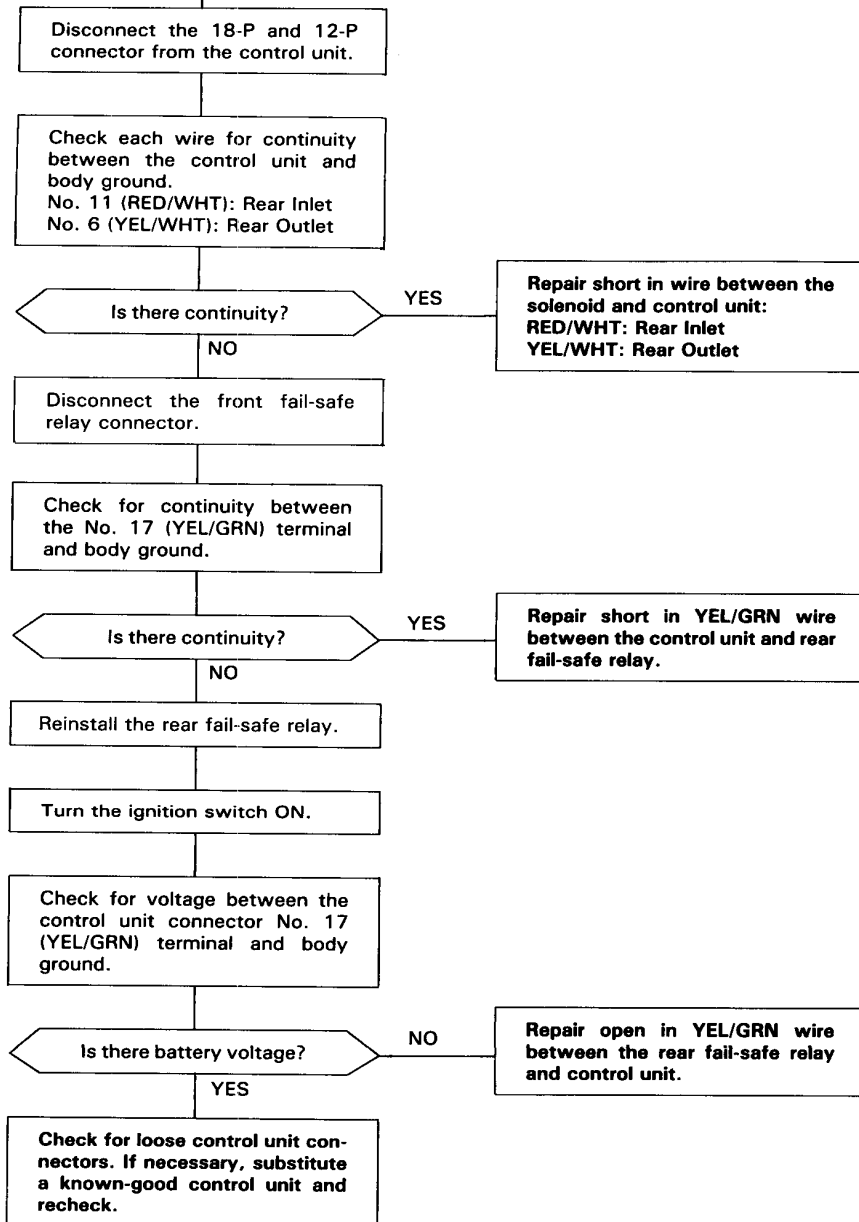 Disconnect the 18-P and 12-P
connector from the control unit.
Check each wire for continuity
between the control unit and
body ground.
No. 11 (RED/WHT): Rear Inlet
No. 6 (YEL/WHT): Rear Outlet
Is there continuity?
YES
Repair short in wire between the
solenoid and control unit:
RED/WHT: Rear Inlet
YEL/WHT: Rear Outlet
NO
Disconnect the front fail-safe
relay connector.
Check for continuity between
the No. 17 (YEL/GRN) terminal
and body ground.
Is there continuity?
YES
Repair short in YEL/GRN wire
between the control unit and rear
fail-safe relay.
NO
Reinstall the rear fail-safe relay.
Turn the ignition switch ON.
Check for voltage between the
control unit connector No. 17
(YEL/GRN) terminal and body
ground.
Is there battery voltage?
NO
Repair open in YEL/GRN wire
between the rear fail-safe relay
and control unit.
YES
Check for loose control unit con-
nectors. If necessary, substitute
a known-good control unit and
recheck.